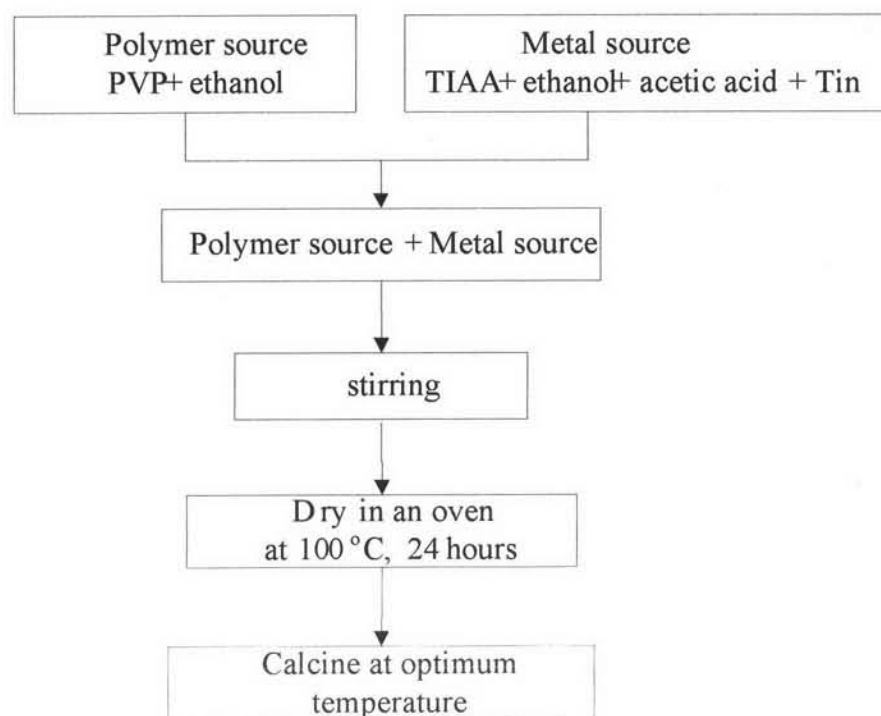 Polymer source
PVP+ ethanol
Metal source
TIAA+ ethanol+ acetic acid + Tin
Polymer source + Metal source
stirring
Dry in an oven
at 100 °C, 24 hours
Calcine at optimum
temperature